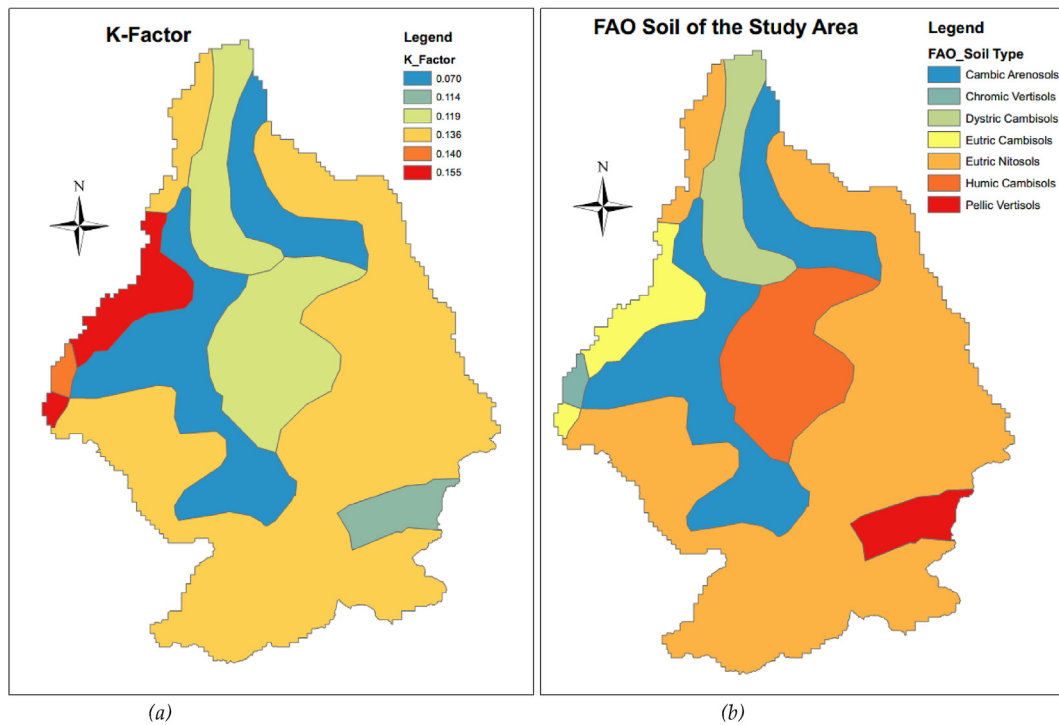 K-Factor
Legend
K_Factor
0.070
0.114
0.119
0.136
0.140
0.155
N
(a)
FAO Soil of the Study Area
Legend
FAO_Soil Type
Cambic Arenosols
Chromic Vertisols
Dystric Cambisols
Eutric Cambisols
Eutric Nitosols
Humic Cambisols
Pellic Vertisols
N
(b)